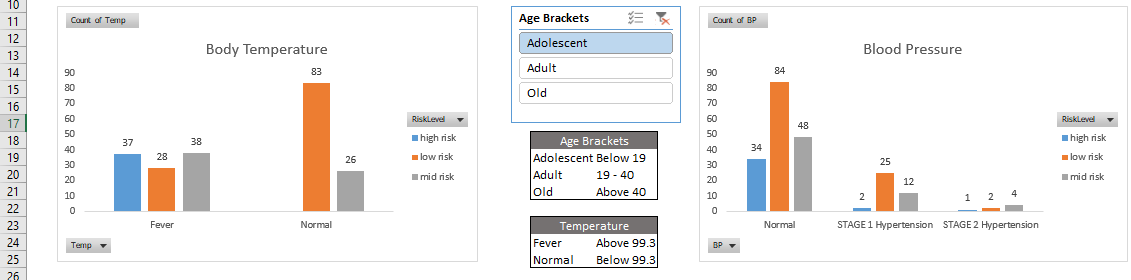 10
11
12
13
14
15
16
17
18
19
20
21
22
23
24
25
26
Count of Temp
Body Temperature
90
80
70
60
50
40
30
20
10
0
37
28
38
83
26
Fever
Normal
RiskLevel
high risk
low risk
mid risk
Temp
Age Brackets
Adolescent
Adult
Old
Age Brackets
Adolescent Below 19
Adult 19 - 40
Old Above 40
Temperature
Fever Above 99.3
Normal Below 99.3
Count of BP
Blood Pressure
90
80
70
60
50
40
30
20
10
0
34
84
48
2
25
12
1
2
4
Normal
STAGE 1 Hypertension
STAGE 2 Hypertension
RiskLevel
high risk
low risk
mid risk
BP